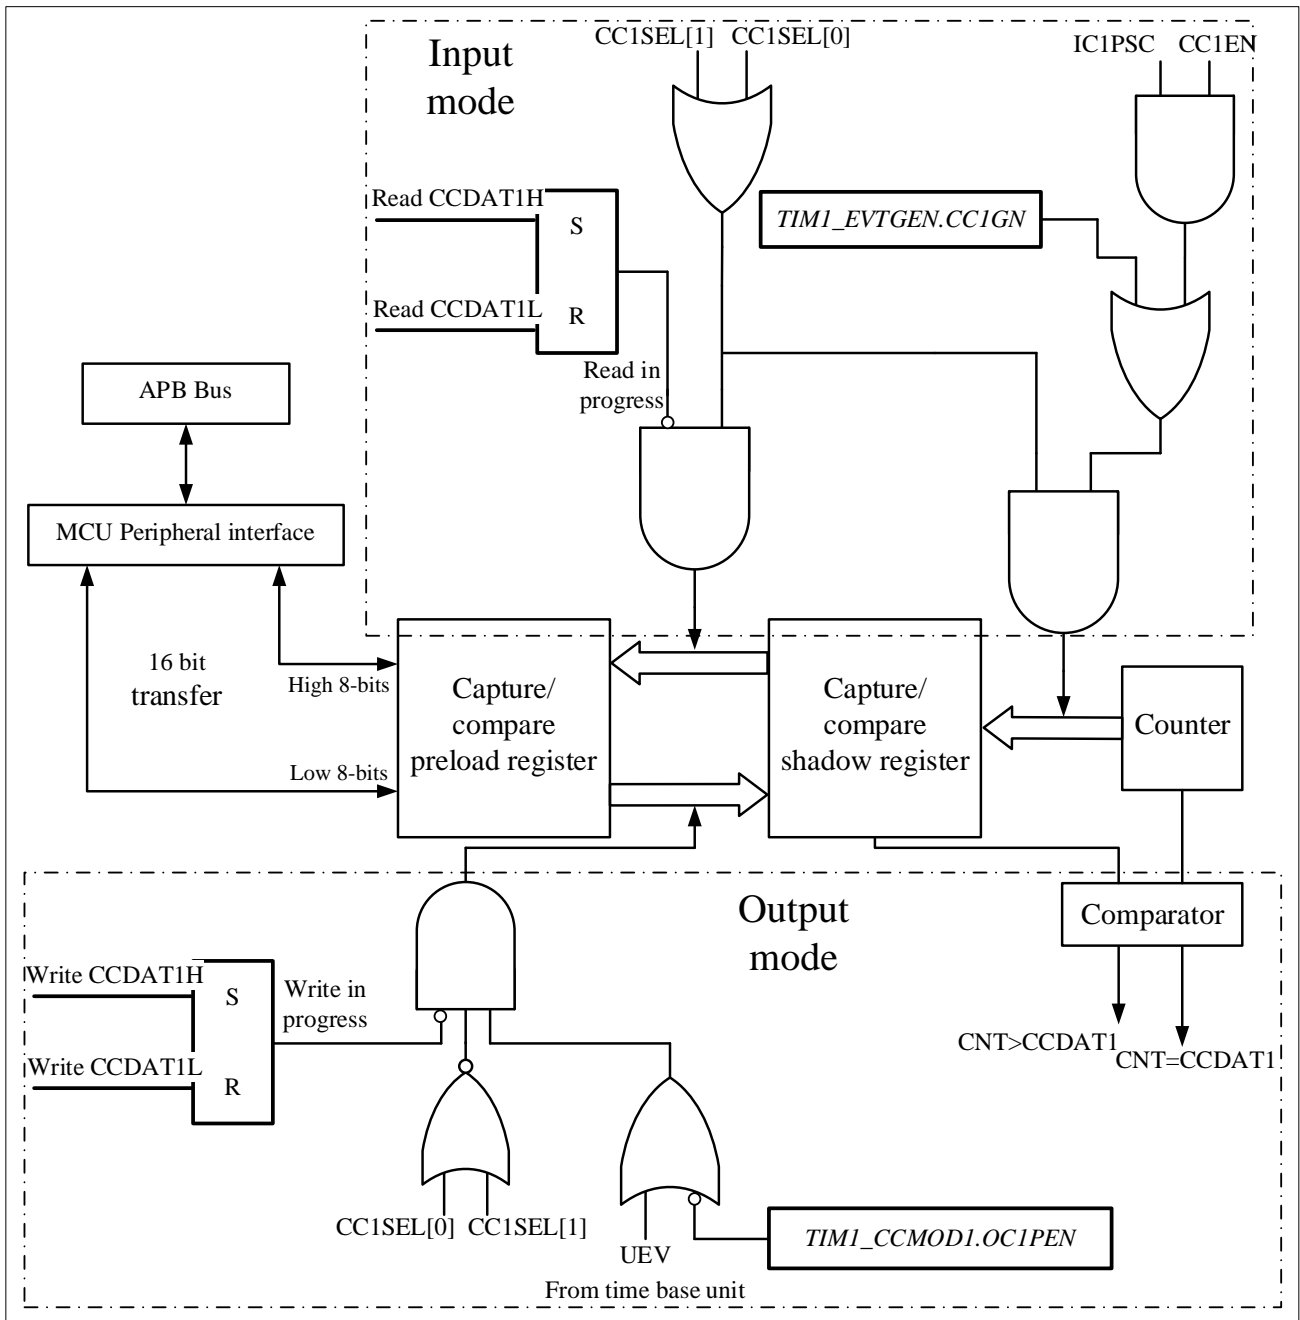 Input
mode
CC1SEL[1] CC1SEL[0]
IC1PSC CC1EN
Read CCDAT1H
S
TIM1_EVTGEN.CC1GN
Read CCDAT1L
R
Read in
progress
APB Bus
MCU Peripheral interface
16 bit
transfer
High 8-bits
Low 8-bits
Capture/
compare
preload register
Capture/
compare
shadow register
Counter
Output
mode
Comparator
Write CCDAT1H
S
Write in
progress
Write CCDAT1L
R
CNT>CCDAT1
CNT=CCDAT1
CC1SEL[0] CC1SEL[1]
UEV
TIM1_CCMOD1.OC1PEN
From time base unit